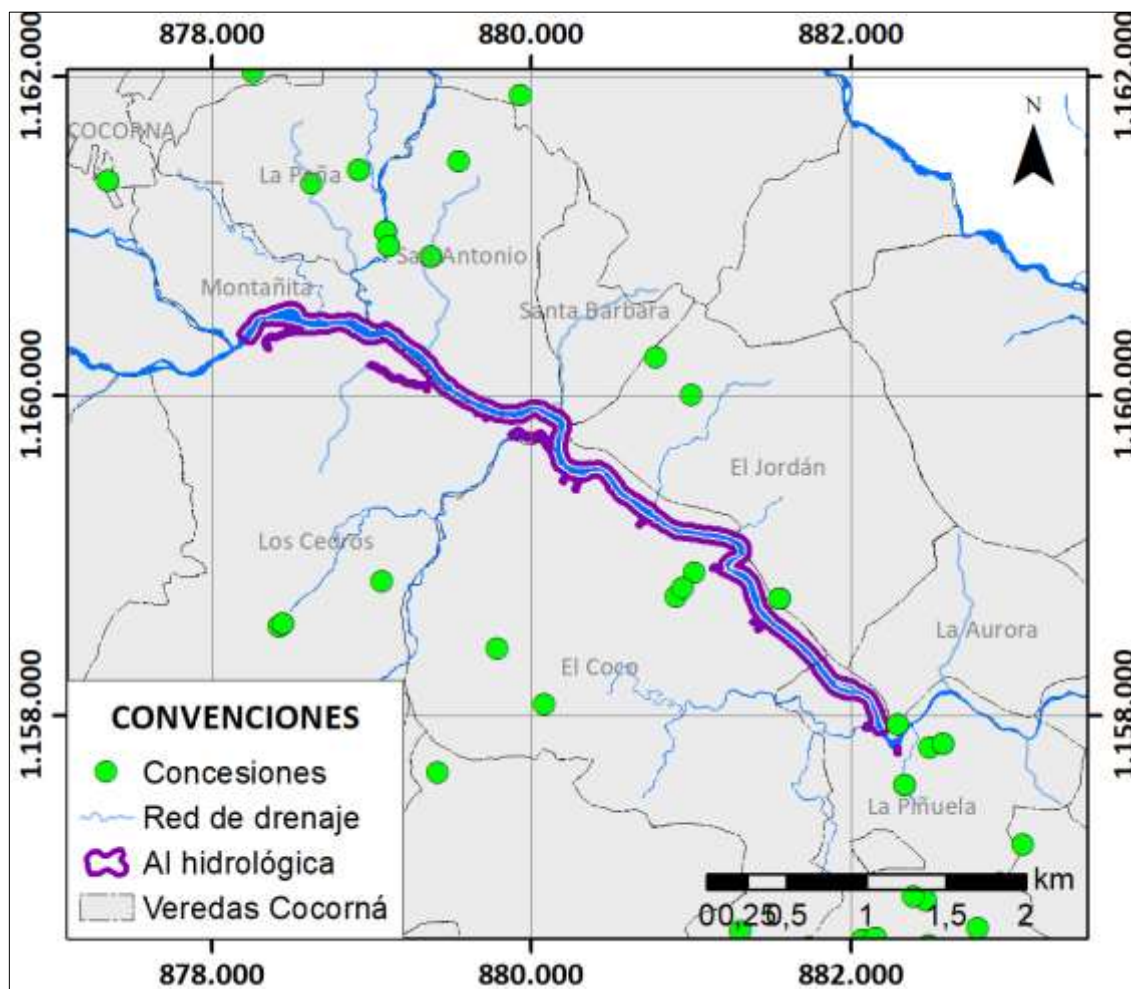 878.000 880.000 882.000
1.162.000 1.162.000
N
COCORNA
La Peña
San Antonio
Montañita
Santa Barbara
1.160.000 1.160.000
El Jordán
Los Cedros
La Aurora
El Coco
1.158.000 1.158.000
La Piñuela
CONVENCIONES
Concesiones
Red de drenaje
AI hidrológica
Veredas Cocorná
km
0 0,25 0,5 1 1,5 2
878.000 880.000 882.000